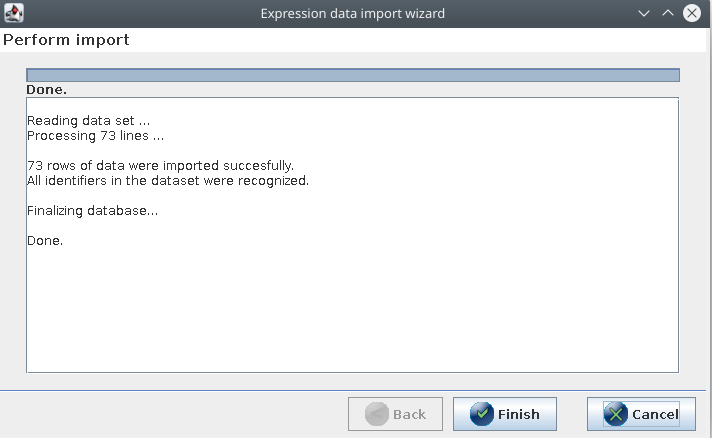 Expression data import wizard
Perform import
Done.
Reading data set ...
Processing 73 lines ...
73 rows of data were imported succesfully.
All identifiers in the dataset were recognized.
Finalizing database...
Done.
Back
Finish
Cancel